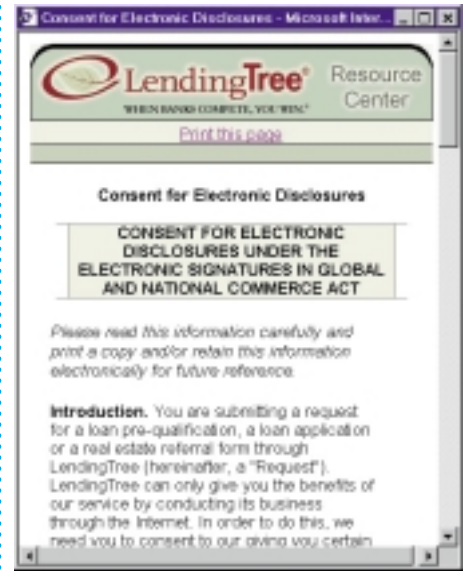 Consent for Electronic Disclosures - Microsoft Inter...
LendingTree® Resource Center
WHEN BANKS COMPETE, YOU WIN.®
Print this page
Consent for Electronic Disclosures
CONSENT FOR ELECTRONIC
DISCLOSURES UNDER THE
ELECTRONIC SIGNATURES IN GLOBAL
AND NATIONAL COMMERCE ACT
Please read this information carefully and
print a copy and/or retain this information
electronically for future reference.
Introduction. You are submitting a request
for a loan pre-qualification, a loan application
or a real estate referral form through
LendingTree (hereinafter, a "Request").
LendingTree can only give you the benefits of
our service by conducting its business
through the Internet. In order to do this, we
need you to consent to our giving you certain